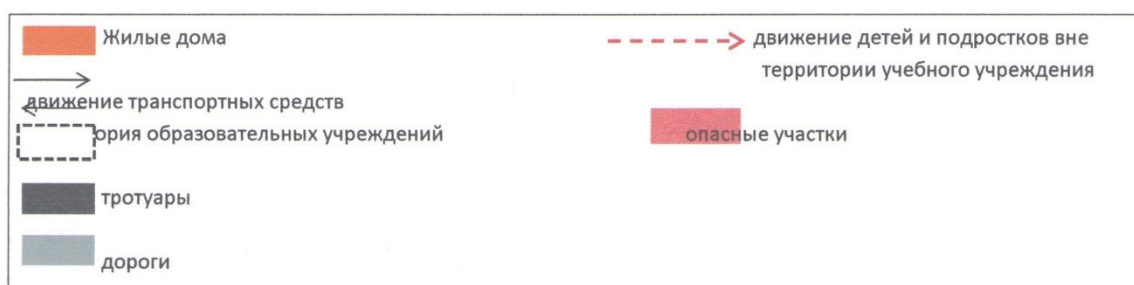 Жилые дома
движение детей и подростков вне
территории учебного учреждения
движение транспортных средств
ория образовательных учреждений
опасные участки
тротуары
дороги